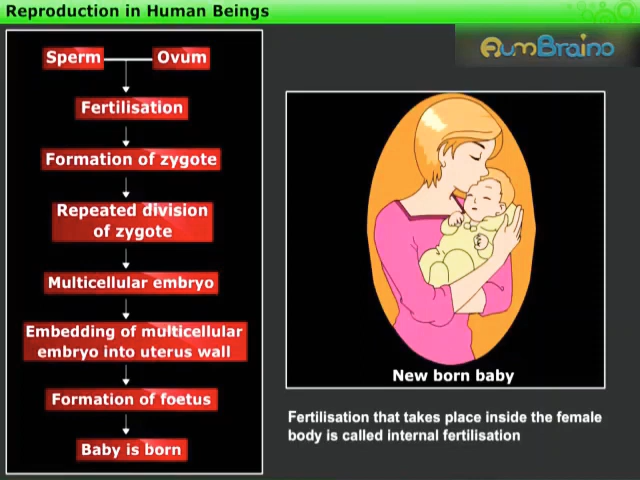 Reproduction in Human Beings
AumBraino
Sperm
Ovum
Fertilisation
Formation of zygote
Repeated division
of zygote
Multicellular embryo
Embedding of multicellular
embryo into uterus wall
Formation of foetus
Baby is born
New born baby
Fertilisation that takes place inside the female
body is called internal fertilisation